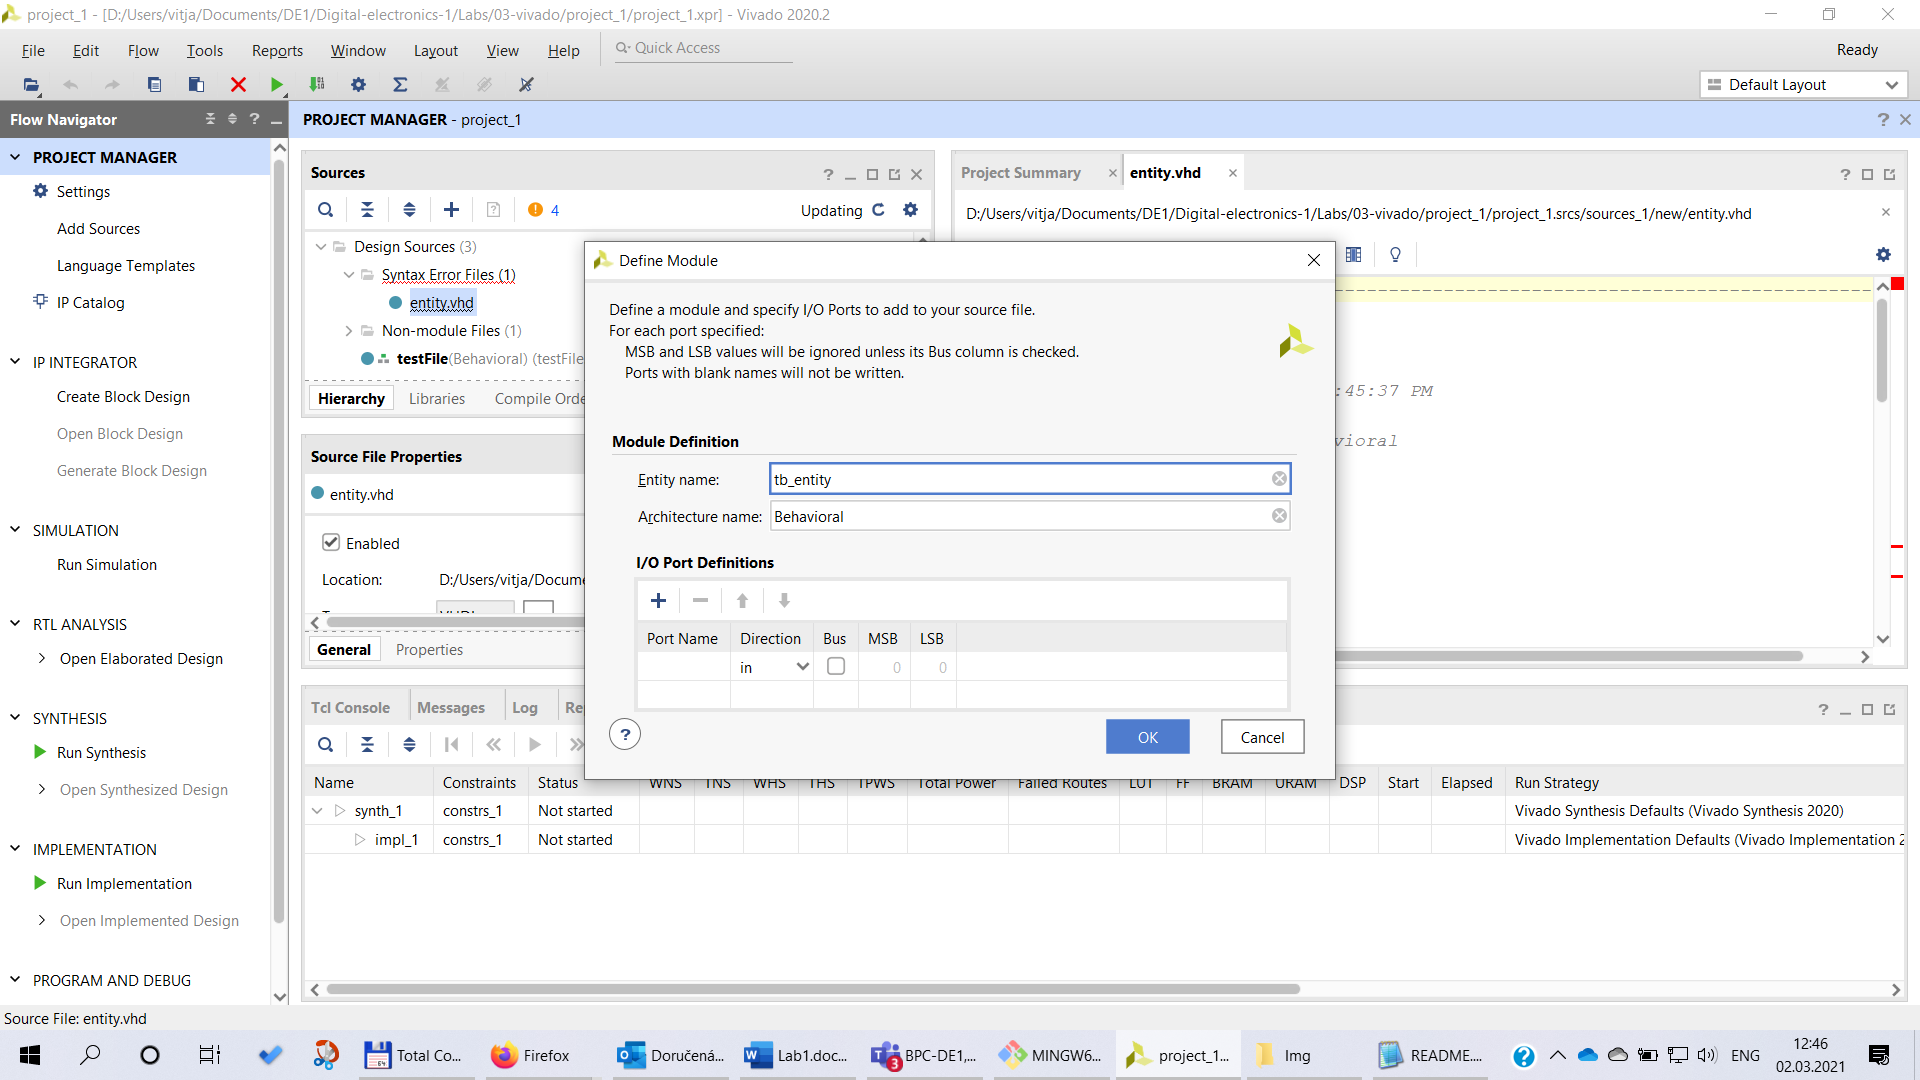 project_1 - [D:/Users/vitja/Documents/DE1/Digital-electronics-1/Labs/03-vivado/project_1/project_1.xpr] - Vivado 2020.2
File Edit Flow Tools Reports Window Layout View Help Quick Access Ready
Default Layout
Flow Navigator
PROJECT MANAGER - project_1
PROJECT MANAGER
Settings
Add Sources
Language Templates
IP Catalog
IP INTEGRATOR
Create Block Design
Open Block Design
Generate Block Design
SIMULATION
Run Simulation
RTL ANALYSIS
Open Elaborated Design
SYNTHESIS
Run Synthesis
Open Synthesized Design
IMPLEMENTATION
Run Implementation
Open Implemented Design
PROGRAM AND DEBUG
Sources
4 Updating
Design Sources (3)
Syntax Error Files (1)
entity.vhd
Non-module Files (1)
testFile(Behavioral) (testFile
Hierarchy Libraries Compile Orde
Source File Properties
entity.vhd
Enabled
Location: D:/Users/vitja/Docume
General Properties
Project Summary entity.vhd
D:/Users/vitja/Documents/DE1/Digital-electronics-1/Labs/03-vivado/project_1/project_1.srcs/sources_1/new/entity.vhd
:45:37 PM
vioral
Define Module
Define a module and specify I/O Ports to add to your source file.
For each port specified:
MSB and LSB values will be ignored unless its Bus column is checked.
Ports with blank names will not be written.
Module Definition
Entity name: tb_entity
Architecture name: Behavioral
I/O Port Definitions
Port Name Direction Bus MSB LSB
in 0 0
? OK Cancel
Tcl Console Messages Log Re
Name Constraints Status WNS TNS WHS THS TPWS Total Power Failed Routes LUT FF BRAM URAM DSP Start Elapsed Run Strategy
synth_1 constrs_1 Not started Vivado Synthesis Defaults (Vivado Synthesis 2020)
impl_1 constrs_1 Not started Vivado Implementation Defaults (Vivado Implementation 2
Source File: entity.vhd
Total Co... Firefox Doručená... Lab1.doc... BPC-DE1,... 3 MINGW6... project_1... Img README.... ENG 12:46
02.03.2021